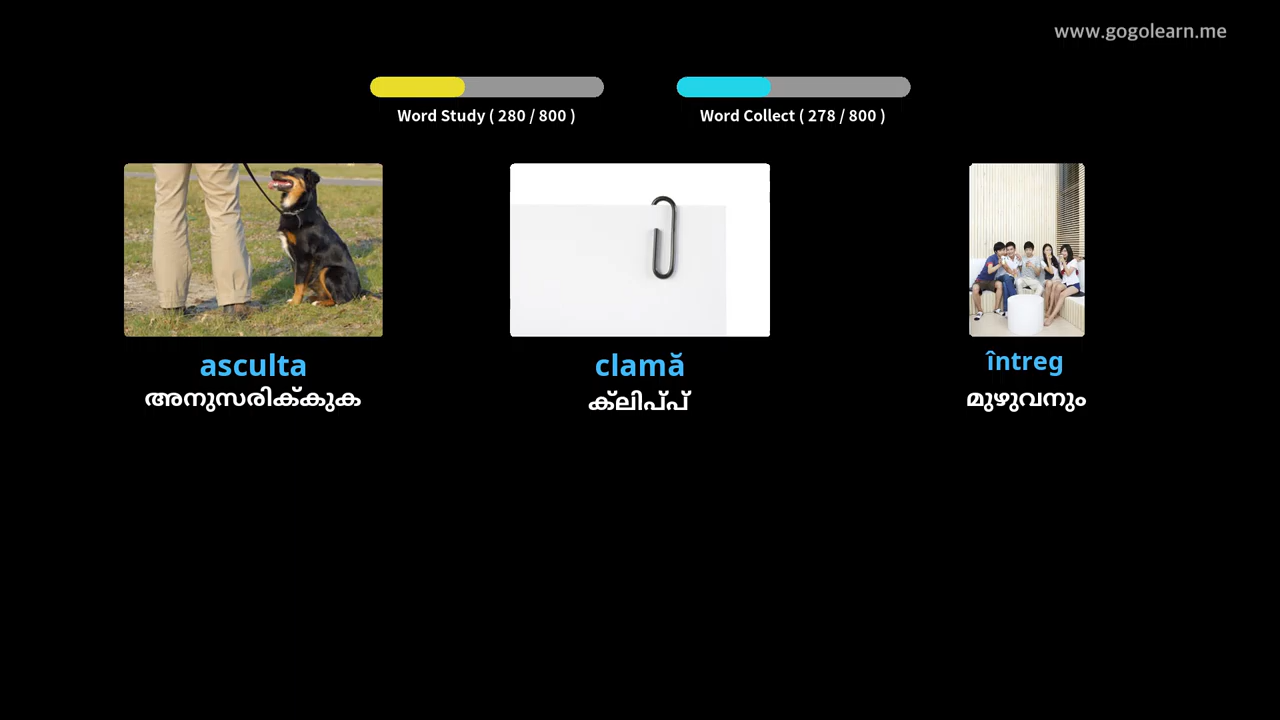 www.gogolearn.me
Word Study ( 280 / 800 )
Word Collect ( 278 / 800 )
asculta
clamă
întreg
അനുസരിക്കുക
ക്ലിപ്പ്
മുഴുവനും